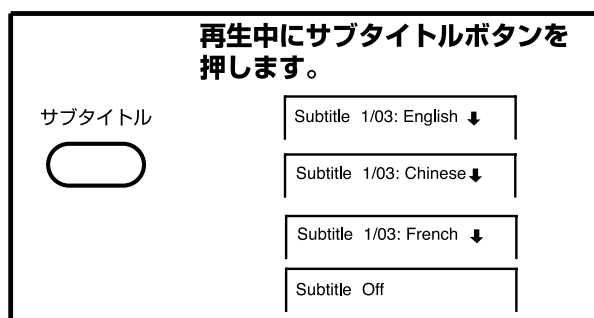 再生中にサブタイトルボタンを
押します。
サブタイトル
Subtitle 1/03: English ⬇
Subtitle 1/03: Chinese⬇
Subtitle 1/03: French ⬇
Subtitle Off